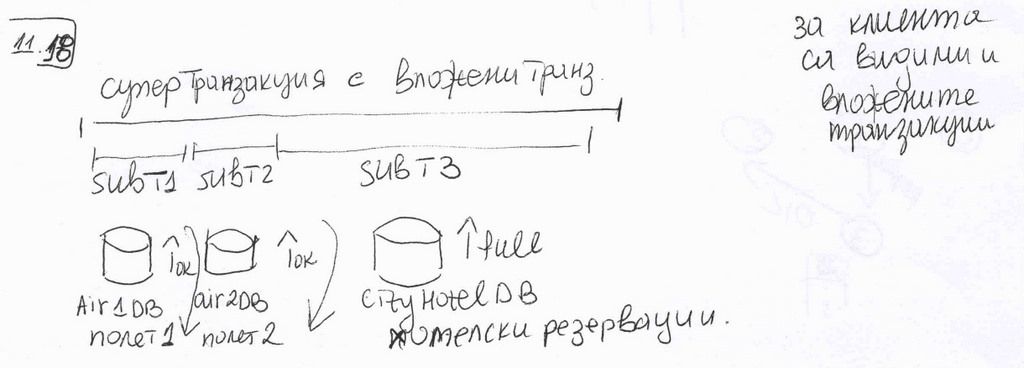 11.18
за клиента
са видими и
вложените
транзакции
супертранзакция с вложени транз.
subT1 subT2 subT3
↑ok ↑ok ↑full
Air1DB air2DB CityHotelDB
полет1 полет2 хотелски резервации.